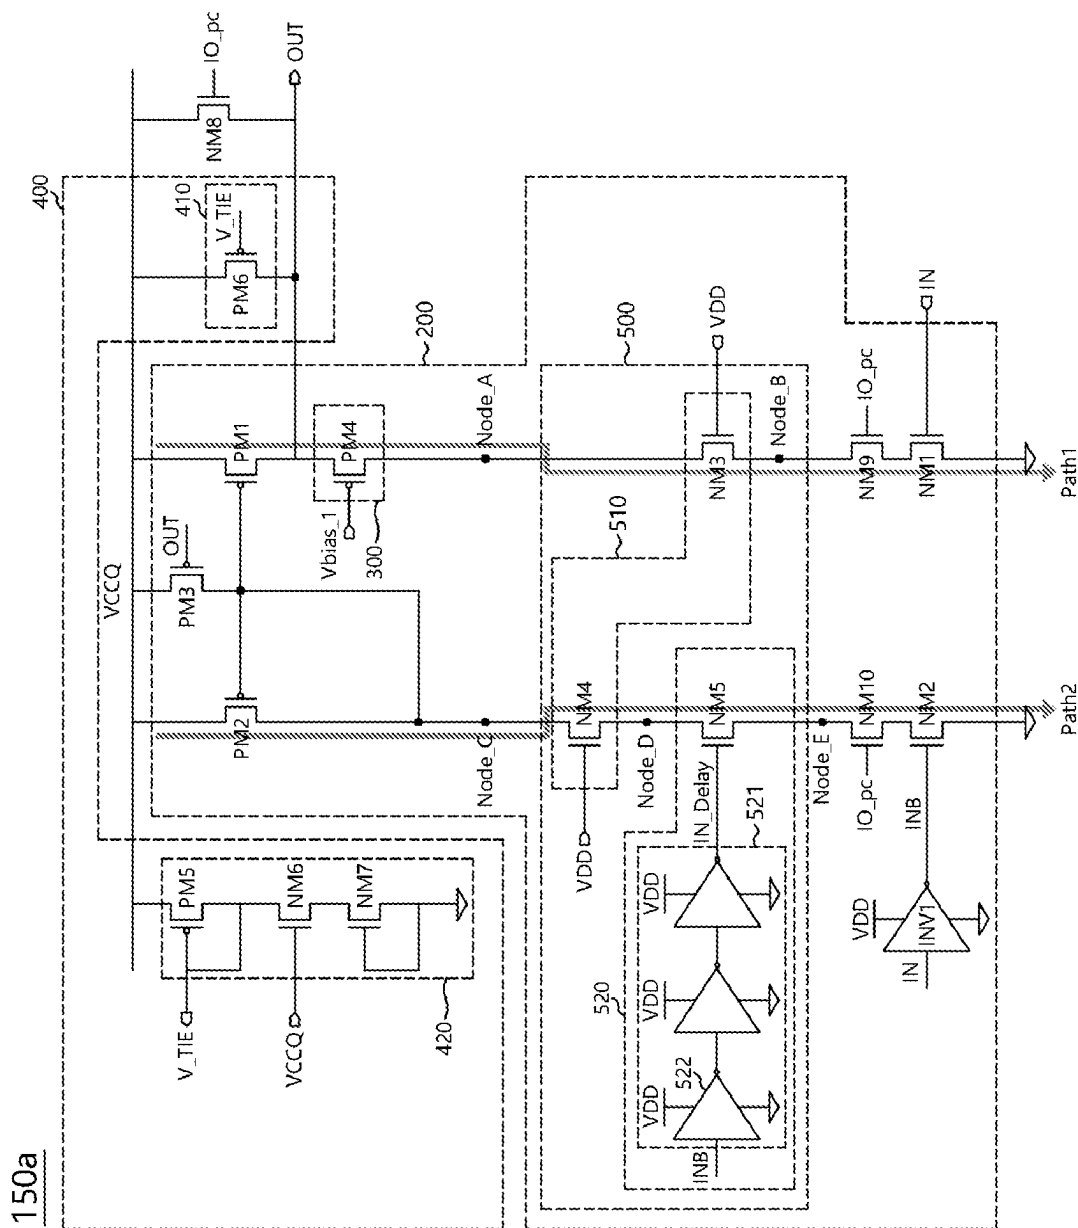 150a
400
VCCQ
IO_pc
NM8
OUT
410
V_TIE
PM6
200
500
VDD
IN
OUT
PM3
PM1
PM4
Vbias_1
300
Node_A
510
NM3
Node_B
IO_pc
NM9
NM1
Path1
PM2
Node_C
NM4
VDD
Node_D
NM5
IN_Delay
Node_E
NM10
IO_pc
NM2
INB
Path2
PM5
NM6
NM7
V_TIE
VCCQ
420
520
521
522
VDD
VDD
VDD
INB
VDD
INV1
IN